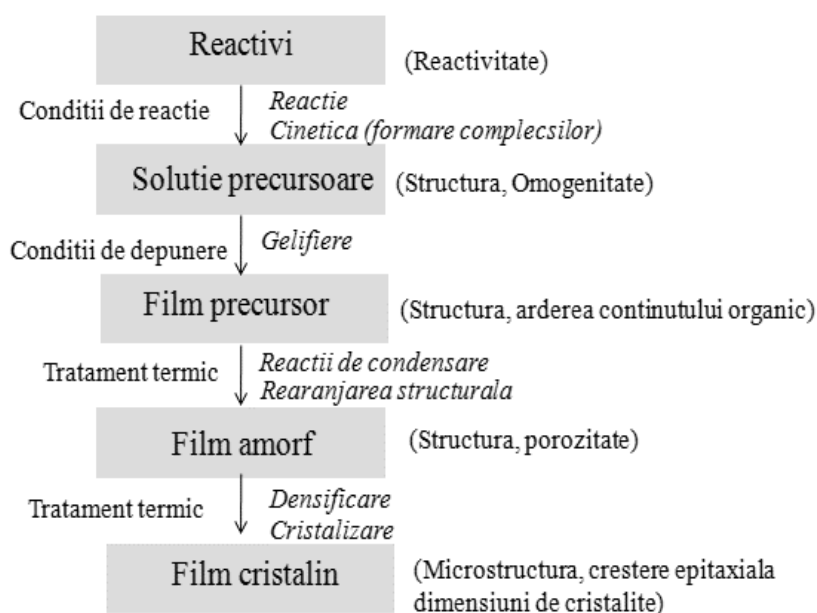 Reactivi
(Reactivitate)
Conditii de reactie
Reactie
Cinetica (formare complecsilor)
Solutie precursoare
(Structura, Omogenitate)
Conditii de depunere
Gelifiere
Film precursor
(Structura, arderea continutului organic)
Tratament termic
Reactii de condensare
Rearanjarea structurala
Film amorf
(Structura, porozitate)
Tratament termic
Densificare
Cristalizare
Film cristalin
(Microstructura, crestere epitaxiala
dimensiuni de cristalite)